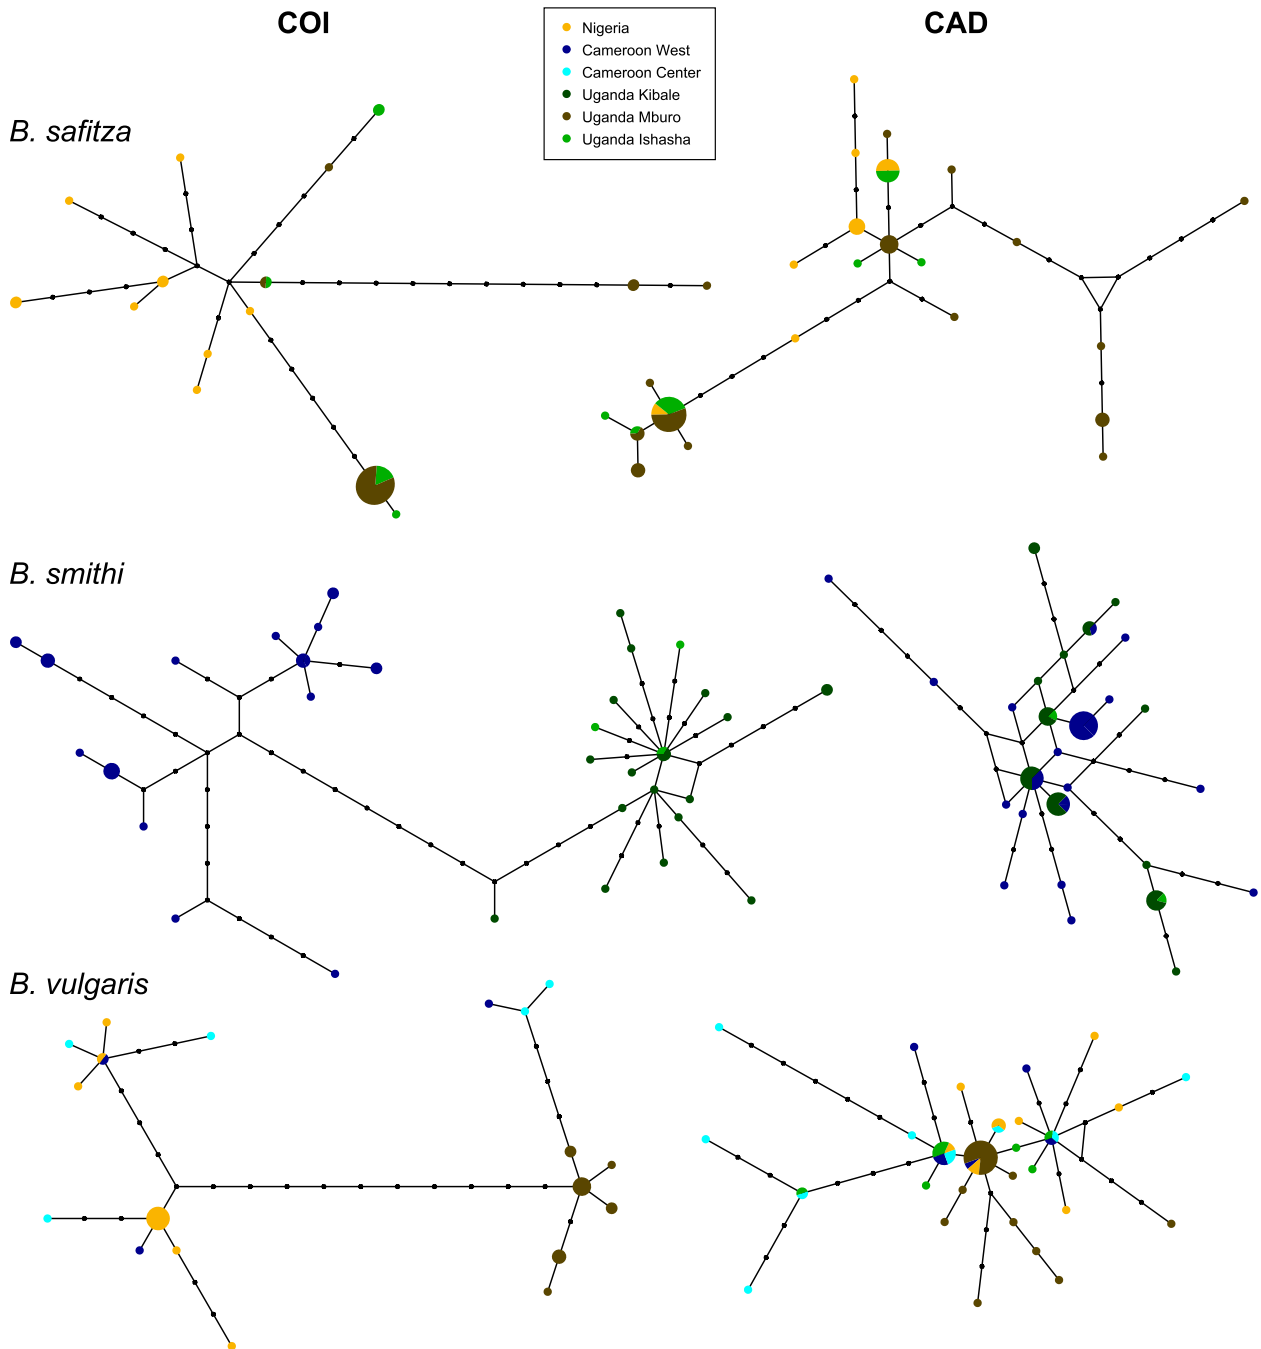 COI
CAD
Nigeria
Cameroon West
Cameroon Center
Uganda Kibale
Uganda Mburo
Uganda Ishasha
B. safitza
B. smithi
B. vulgaris